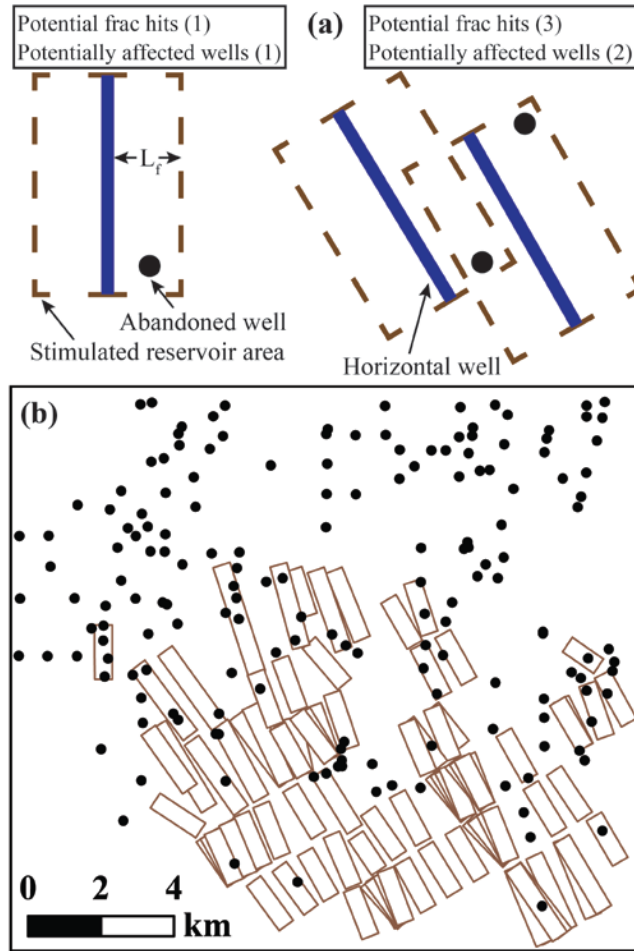 Potential frac hits (1)
Potentially affected wells (1)
(a)
Potential frac hits (3)
Potentially affected wells (2)
L_f
Abandoned well
Stimulated reservoir area
Horizontal well
(b)
0 2 4
km